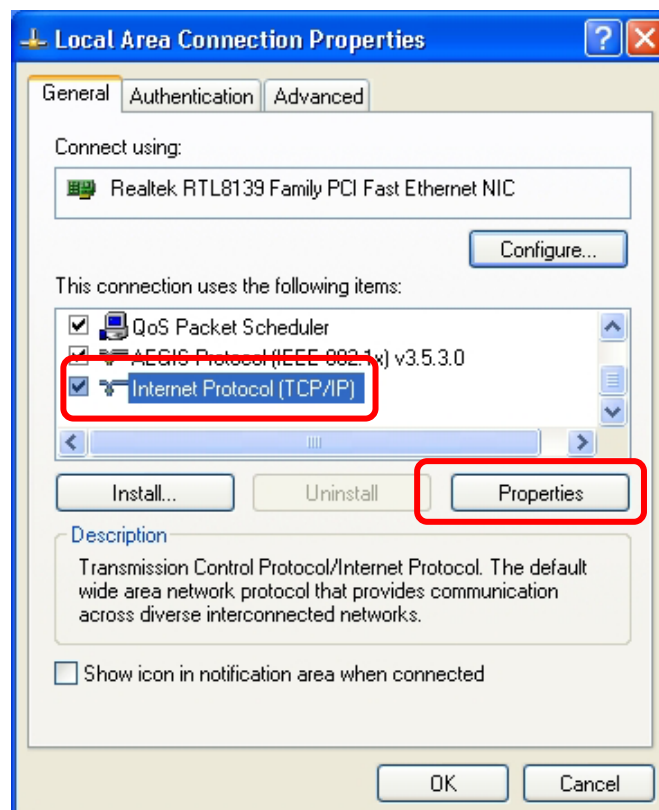 Local Area Connection Properties
General Authentication Advanced
Connect using:
Realtek RTL8139 Family PCI Fast Ethernet NIC
Configure...
This connection uses the following items:
QoS Packet Scheduler
AEGIS Protocol (IEEE 802.1x) v3.5.3.0
Internet Protocol (TCP/IP)
Install... Uninstall Properties
Description
Transmission Control Protocol/Internet Protocol. The default
wide area network protocol that provides communication
across diverse interconnected networks.
Show icon in notification area when connected
OK Cancel